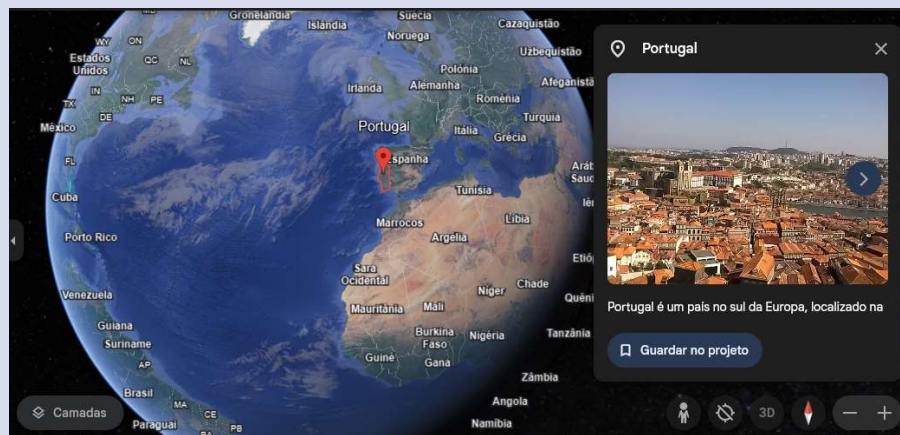 Gronelândia
Islândia
Suécia
Noruega
Cazaquistão
WY
ON
Estados
Unidos
QC
NL
Uzbequistão
Polónia
Irlanda
Alemanha
IN
NH
PE
Roménia
TX
DE
Turquia
México
Portugal
Itália
Grécia
FL
Espanha
Cuba
Tunísia
Marrocos
Líbia
Porto Rico
Argélia
Sara
Ocidental
Venezuela
Mauritânia
Mali
Níger
Chade
Guiana
Burkina
Faso
Nigéria
Tanzânia
Suriname
Guiné
Gana
AP
Zâmbia
Brasil
MA
CE
Angola
Paraguai
PB
Namíbia
Camadas
Portugal
Portugal é um país no sul da Europa, localizado na
Guardar no projeto
3D